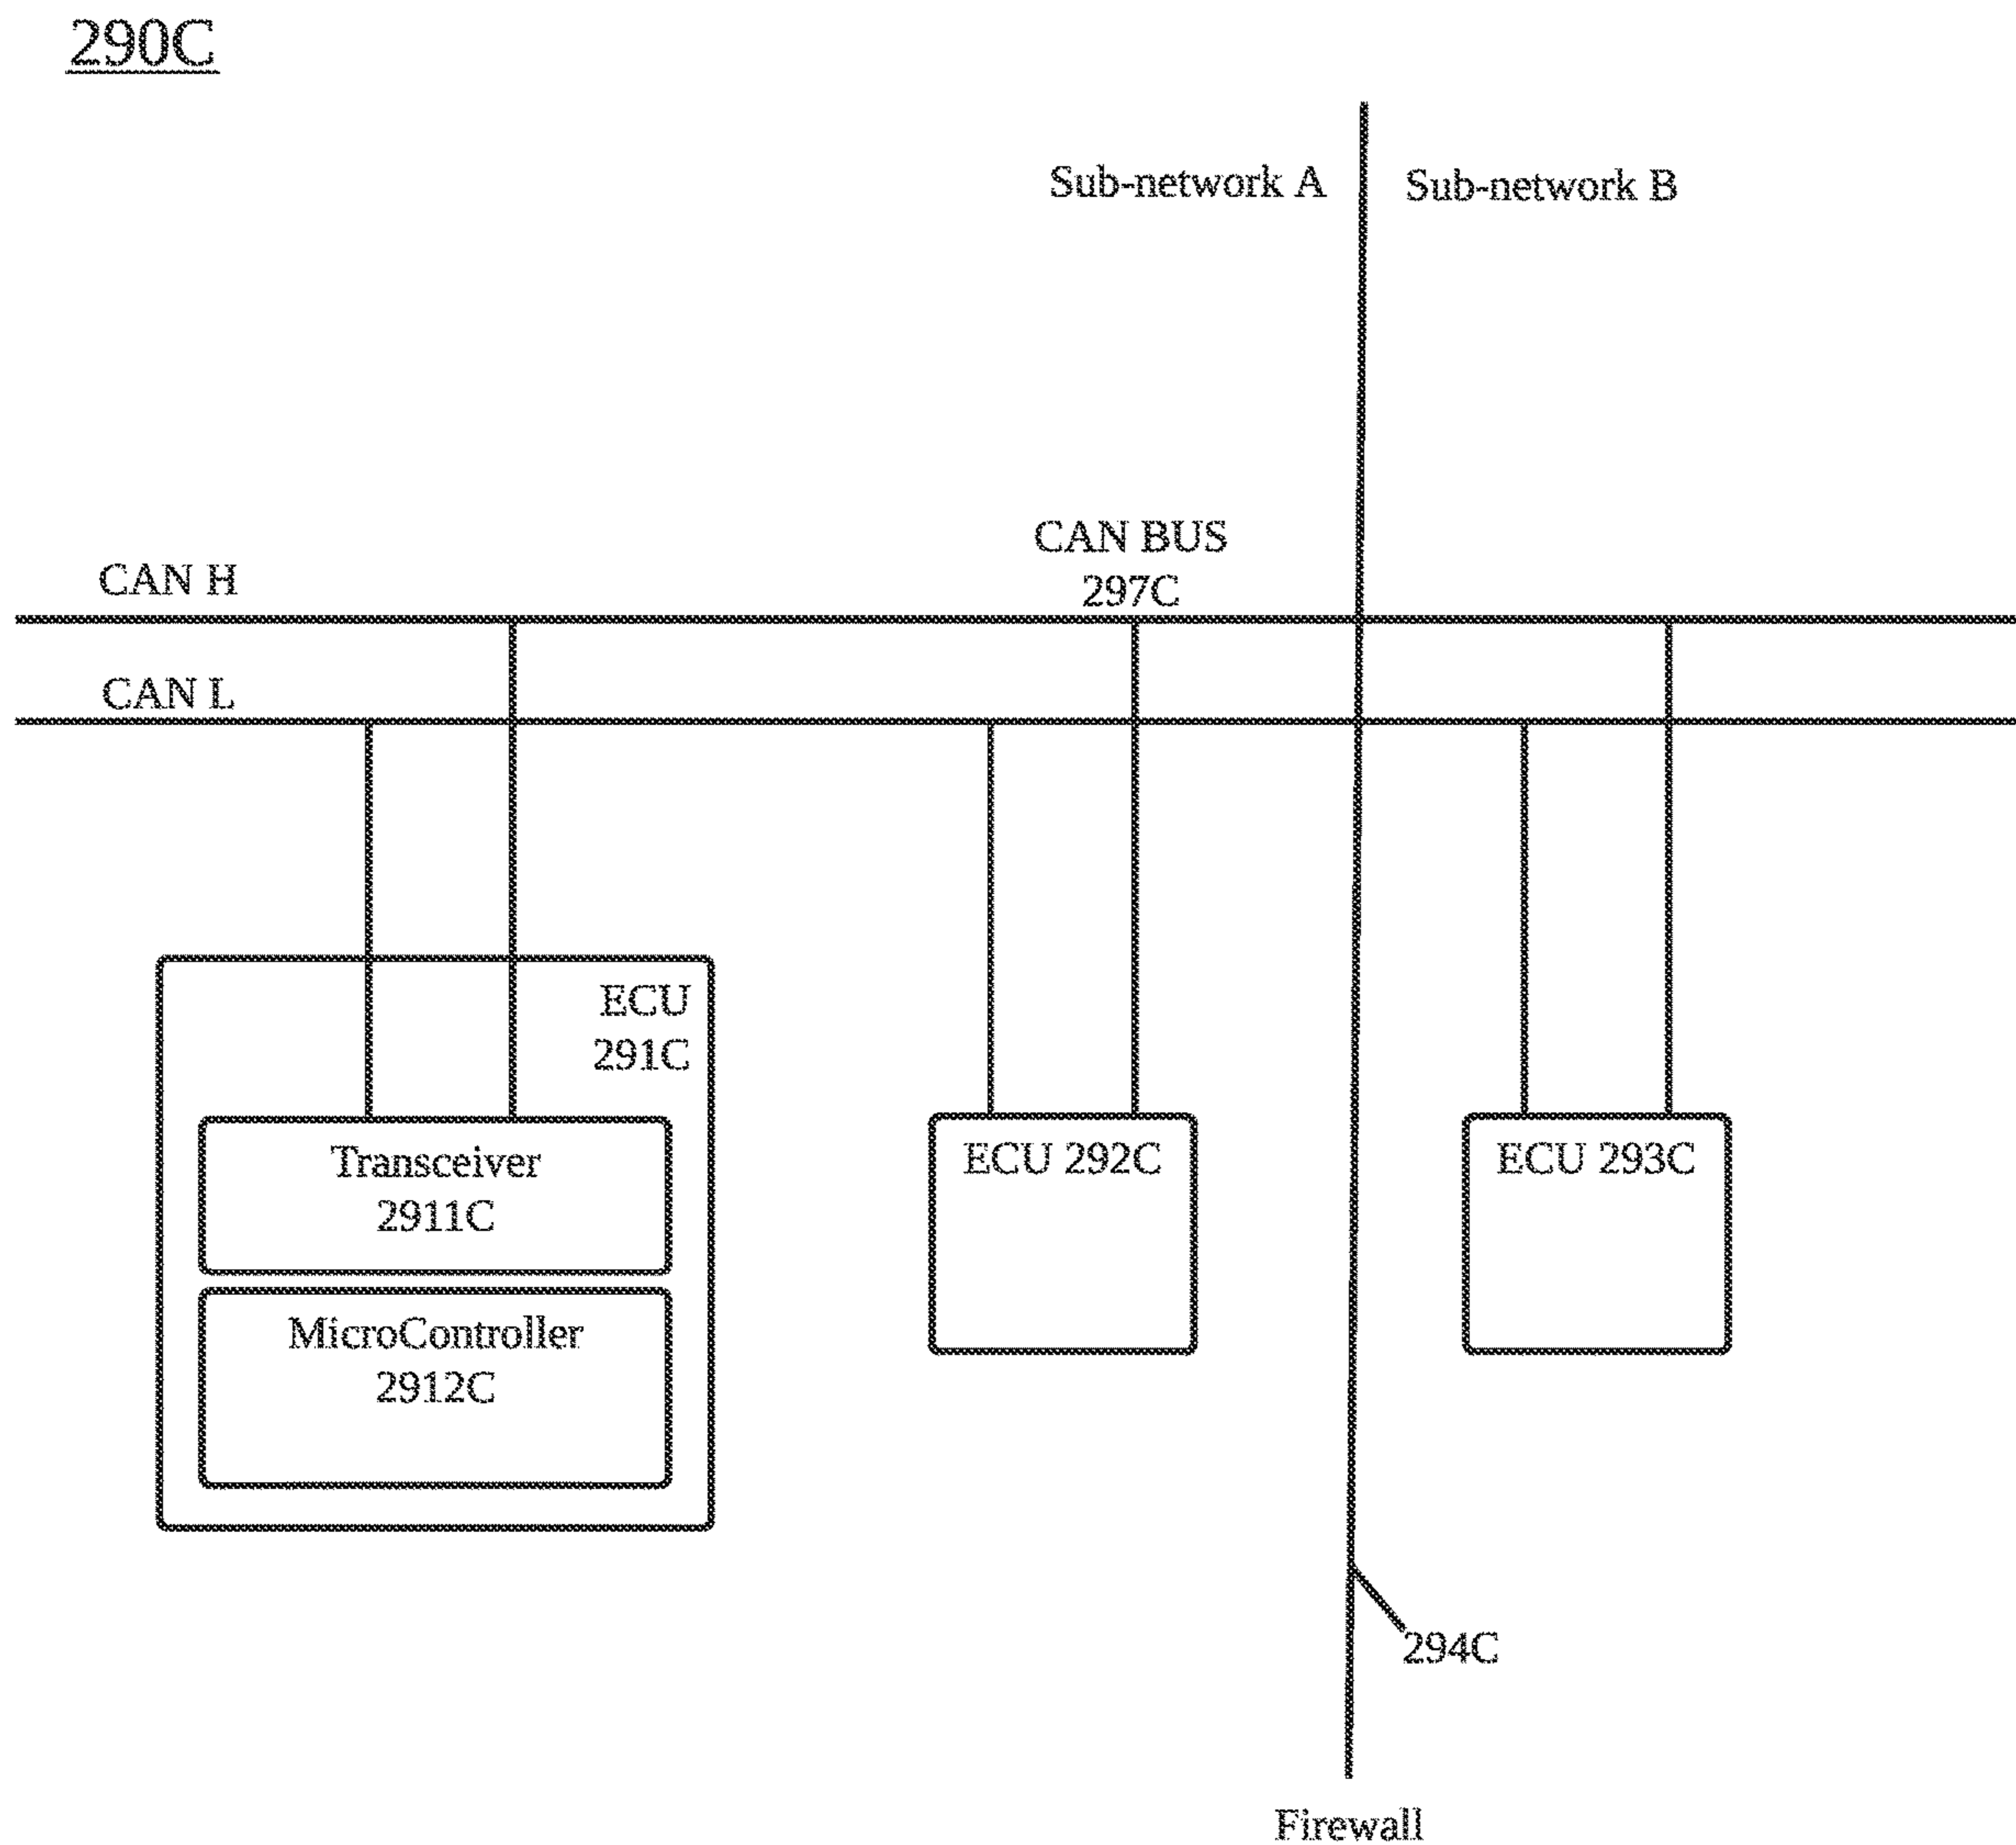 290C
Sub-network A
Sub-network B
CAN BUS
297C
CAN H
CAN L
ECU
291C
Transceiver
2911C
MicroController
2912C
ECU 292C
ECU 293C
294C
Firewall